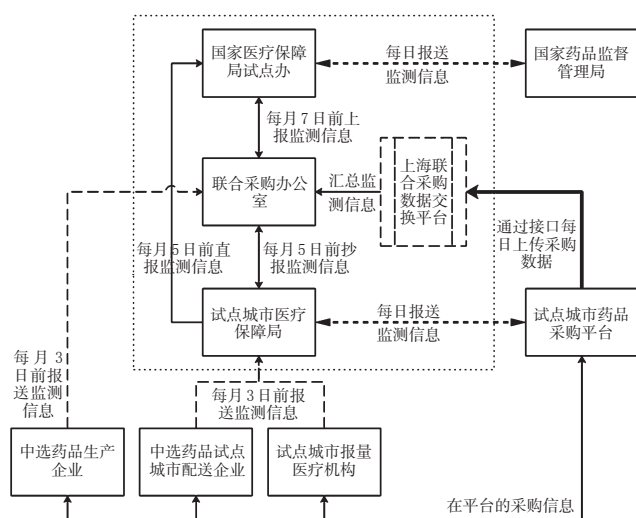 国家医疗保障
局试点办
每日报送
监测信息
国家药品监督
管理局
每月7日前上
报监测信息
联合采购办公
室
汇总监
测信息
上海联
合采购
数据交
换平台
通过接口每
日上传采购
数据
每月5日前直
报监测信息
每月5日前抄
报监测信息
试点城市医疗
保障局
每日报送
监测信息
试点城市药品
采购平台
每月3
日前报
送监测
信息
每月3日前报
送监测信息
中选药品生产
企业
中选药品试点
城市配送企业
试点城市报量
医疗机构
在平台的采购信息